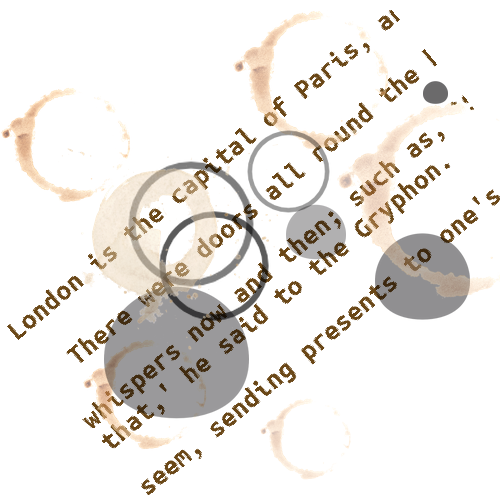 London is the capital of Paris,
There were doors all round the
whispers now and then; such as,
that,' he said to the Gryphon.
seem, sending presents to one's